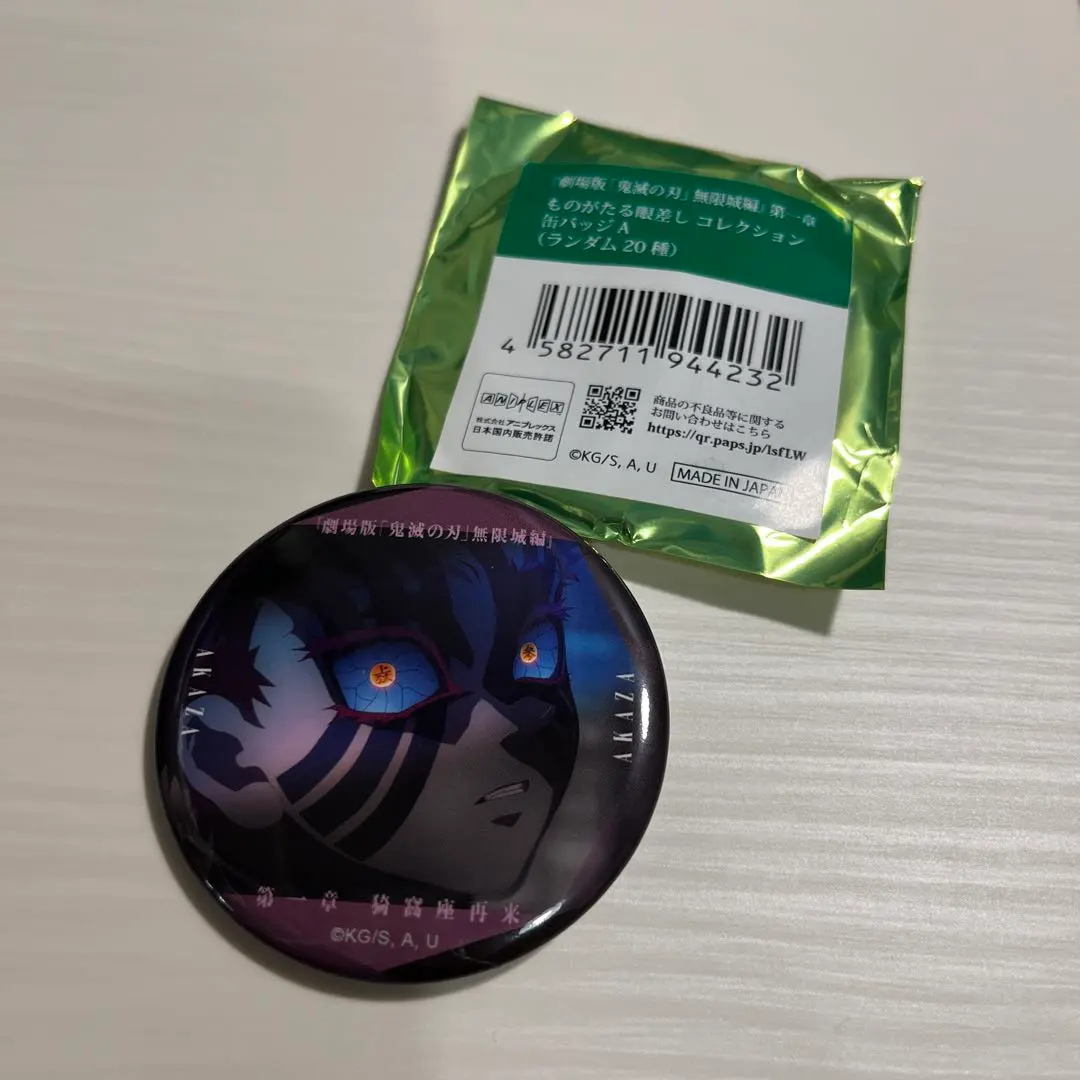 劇場版「鬼滅の刃」無限城編」第一章
ものがたる眼差し コレクション
缶バッジ A
(ランダム 20 種)
4 582711 944232
ANIPLEX
株式会社アニプレックス
日本国内販売許諾
商品の不良品等に関する
お問い合わせはこちら
https://qr.paps.jp/lsfLW
©KG/S, A, U
MADE IN JAPAN
「劇場版「鬼滅の刃」無限城編」
AKAZA
AKAZA
上弦
参
第一章 猗窩座再来
©KG/S, A, U